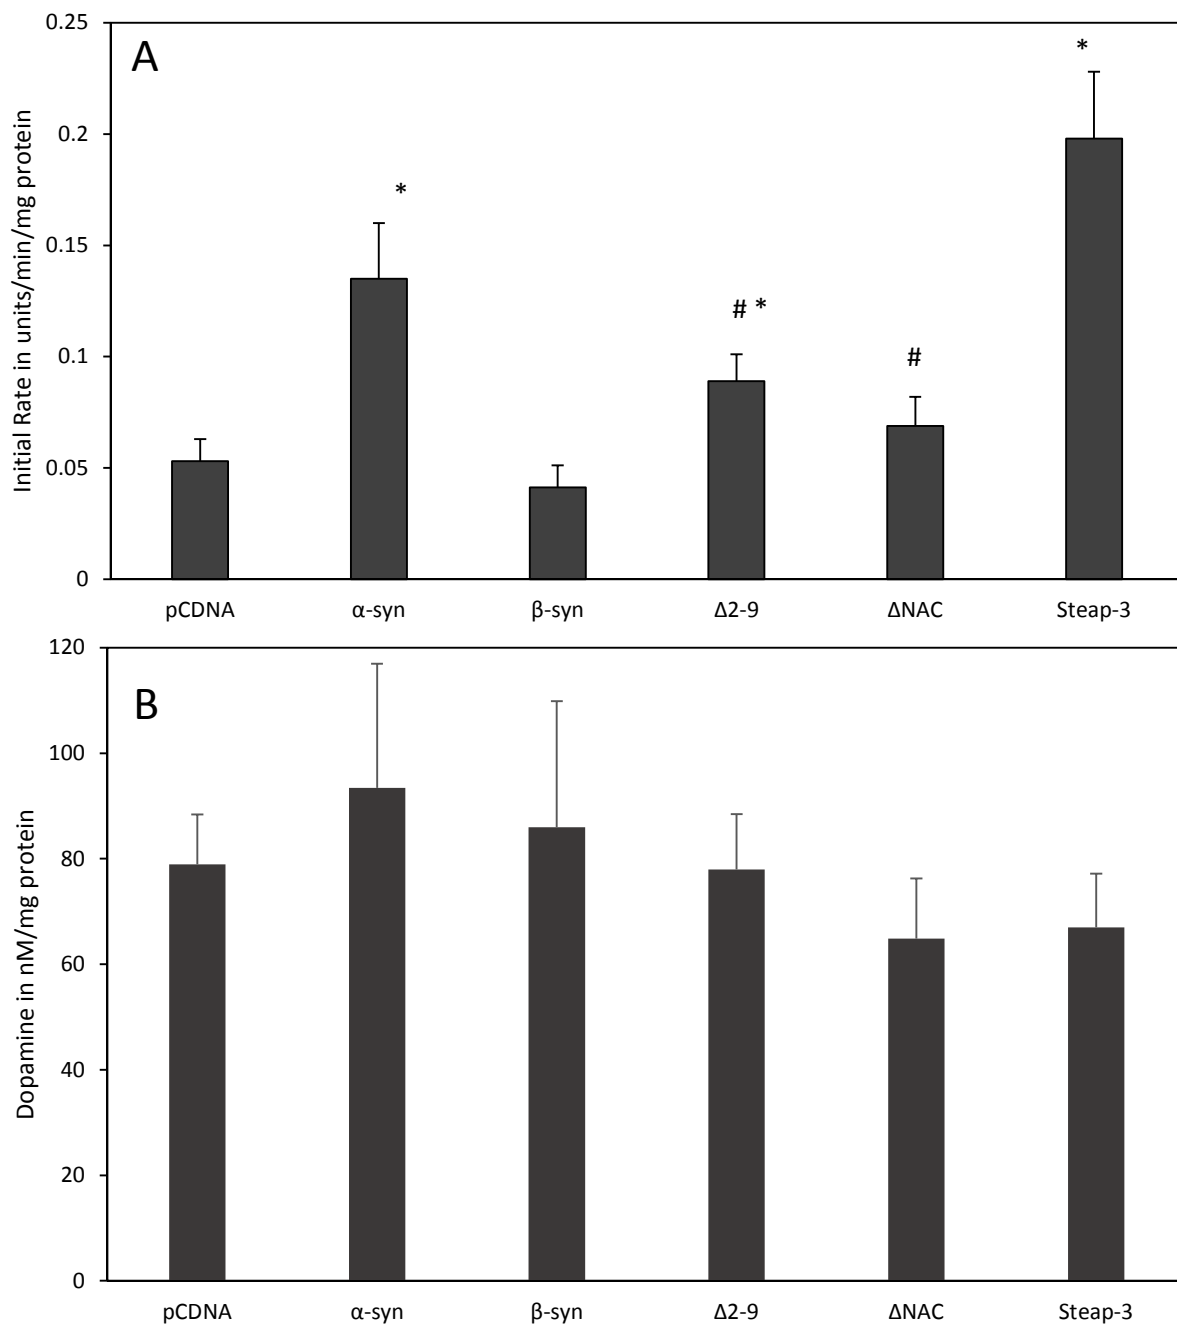 A
Initial Rate in units/min/mg protein
0.25
0.2
0.15
0.1
0.05
0
*
# *
#
*
pCDNA α-syn β-syn Δ2-9 ΔNAC Steap-3
B
Dopamine in nM/mg protein
120
100
80
60
40
20
0
pCDNA α-syn β-syn Δ2-9 ΔNAC Steap-3